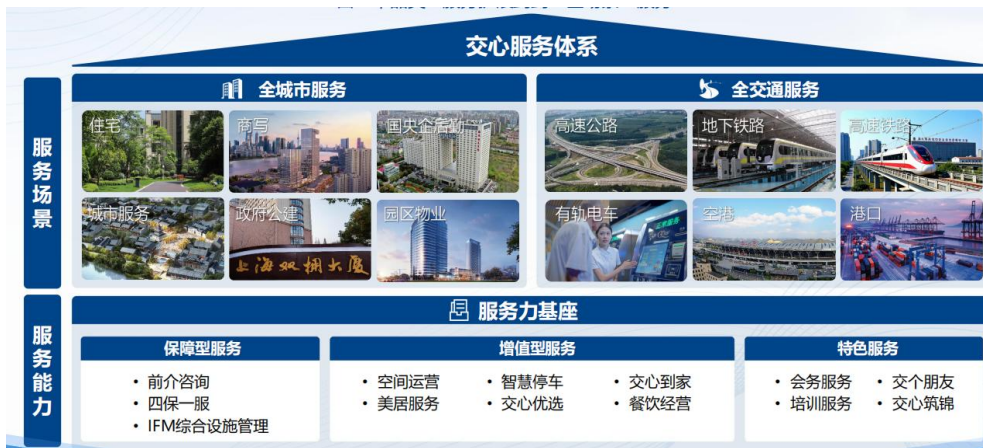 交心服务体系
服务场景
全城市服务
住宅
商写
国央企后勤
城市服务
政府公建
园区物业
上海双拥大厦
全交通服务
高速公路
地下铁路
高速铁路
有轨电车
空港
港口
服务能力
服务力基座
保障型服务
• 前介咨询
• 四保一服
• IFM综合设施管理
增值型服务
• 空间运营
• 智慧停车
• 交心到家
• 美居服务
• 交心优选
• 餐饮经营
特色服务
• 会务服务
• 交个朋友
• 培训服务
• 交心筑锦